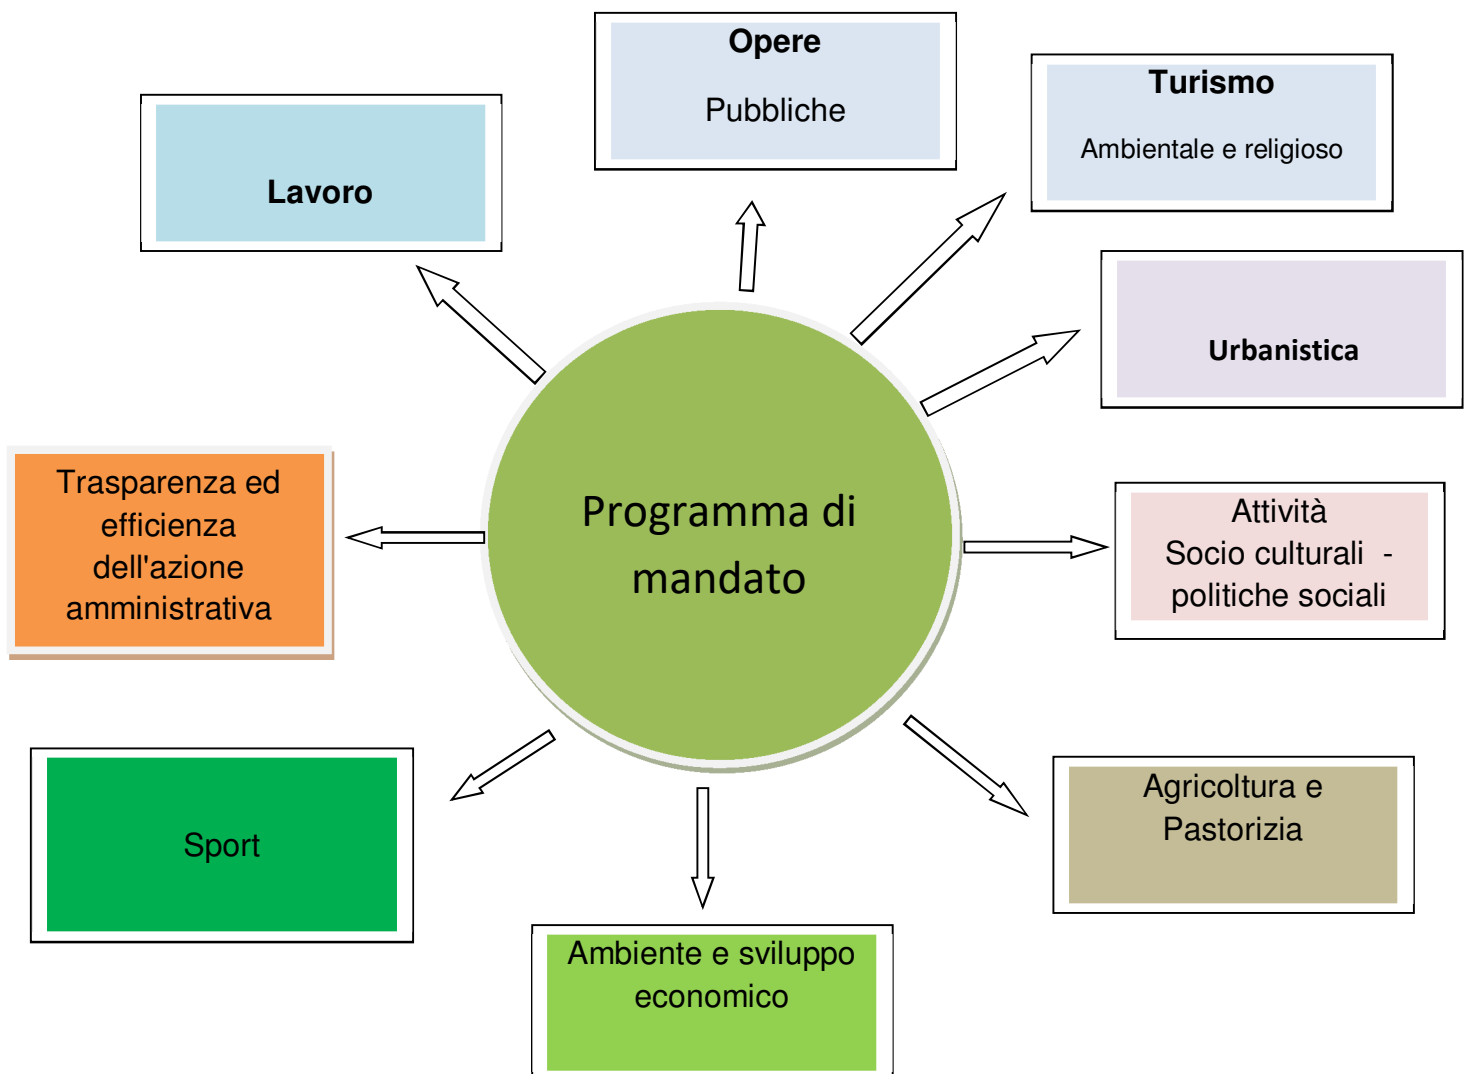 Opere
Pubbliche
Turismo
Ambientale e religioso
Lavoro
Urbanistica
Trasparenza ed
efficienza
dell'azione
amministrativa
Programma di
mandato
Attività
Socio culturali  -
politiche sociali
Sport
Agricoltura e
Pastorizia
Ambiente e sviluppo
economico